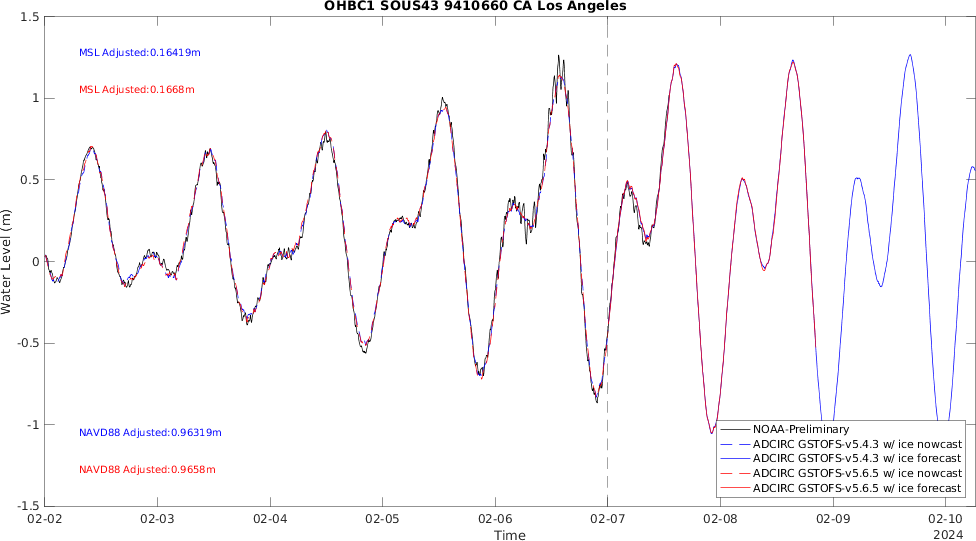 OHBC1 SOUS43 9410660 CA Los Angeles
1.5
1
0.5
0
-0.5
-1
-1.5
Water Level (m)
MSL Adjusted:0.16419m
MSL Adjusted:0.1668m
NAVD88 Adjusted:0.96319m
NAVD88 Adjusted:0.9658m
NOAA-Preliminary
ADCIRC GSTOFS-v5.4.3 w/ ice nowcast
ADCIRC GSTOFS-v5.4.3 w/ ice forecast
ADCIRC GSTOFS-v5.6.5 w/ ice nowcast
ADCIRC GSTOFS-v5.6.5 w/ ice forecast
02-02 02-03 02-04 02-05 02-06 02-07 02-08 02-09 02-10
Time
2024